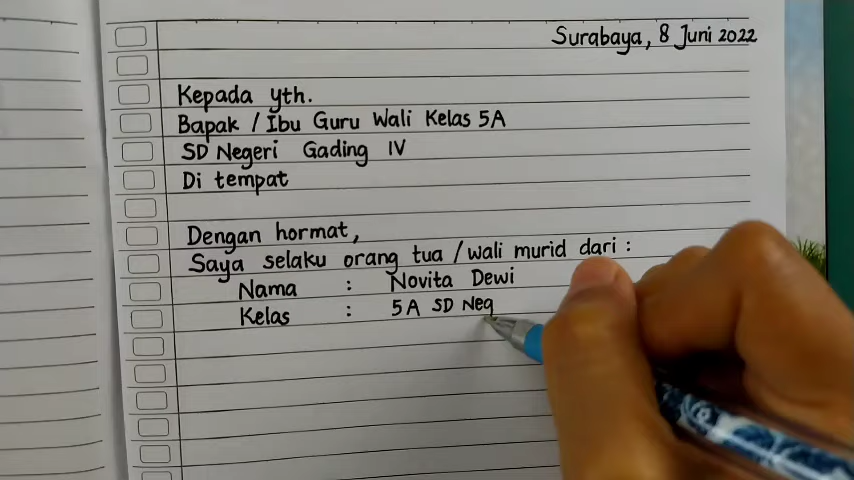 Surabaya, 8 Juni 2022
Kepada yth.
Bapak / Ibu Guru Wali Kelas 5A
SD Negeri Gading IV
Di tempat
Dengan hormat,
Saya selaku orang tua / wali murid dari :
Nama : Novita Dewi
Kelas : 5A SD Neg